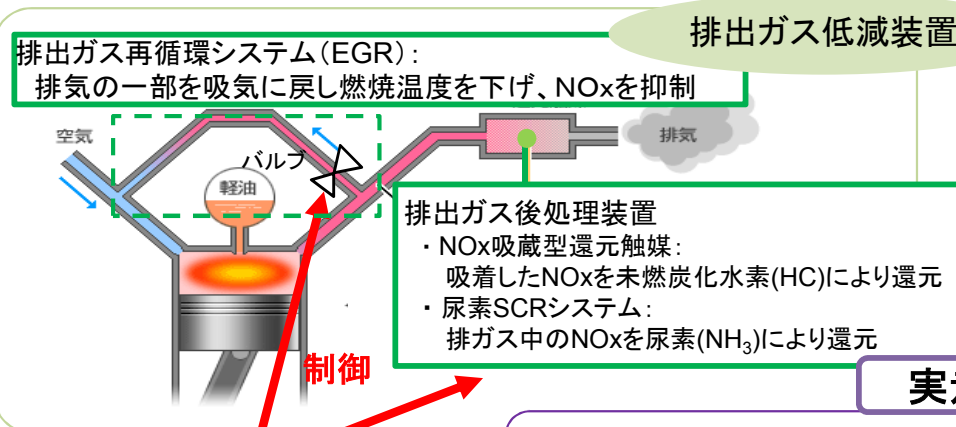 排出ガス低減装置
排出ガス再循環システム(EGR):
排気の一部を吸気に戻し燃焼温度を下げ、NOxを抑制
空気
排気
バルブ
軽油
排出ガス後処理装置
・NOx吸蔵型還元触媒:
吸着したNOxを未燃炭化水素(HC)により還元
・尿素SCRシステム:
排ガス中のNOxを尿素(NH₃)により還元
制御